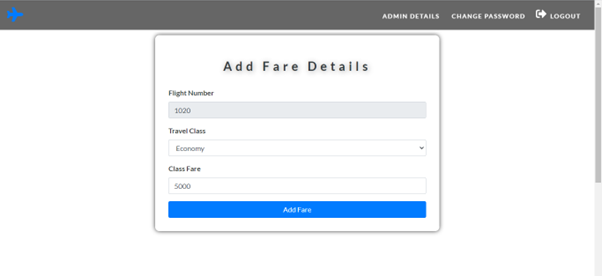 ADMIN DETAILS CHANGE PASSWORD LOGOUT
Add Fare Details
Flight Number
1020
Travel Class
Economy
Class Fare
5000
Add Fare